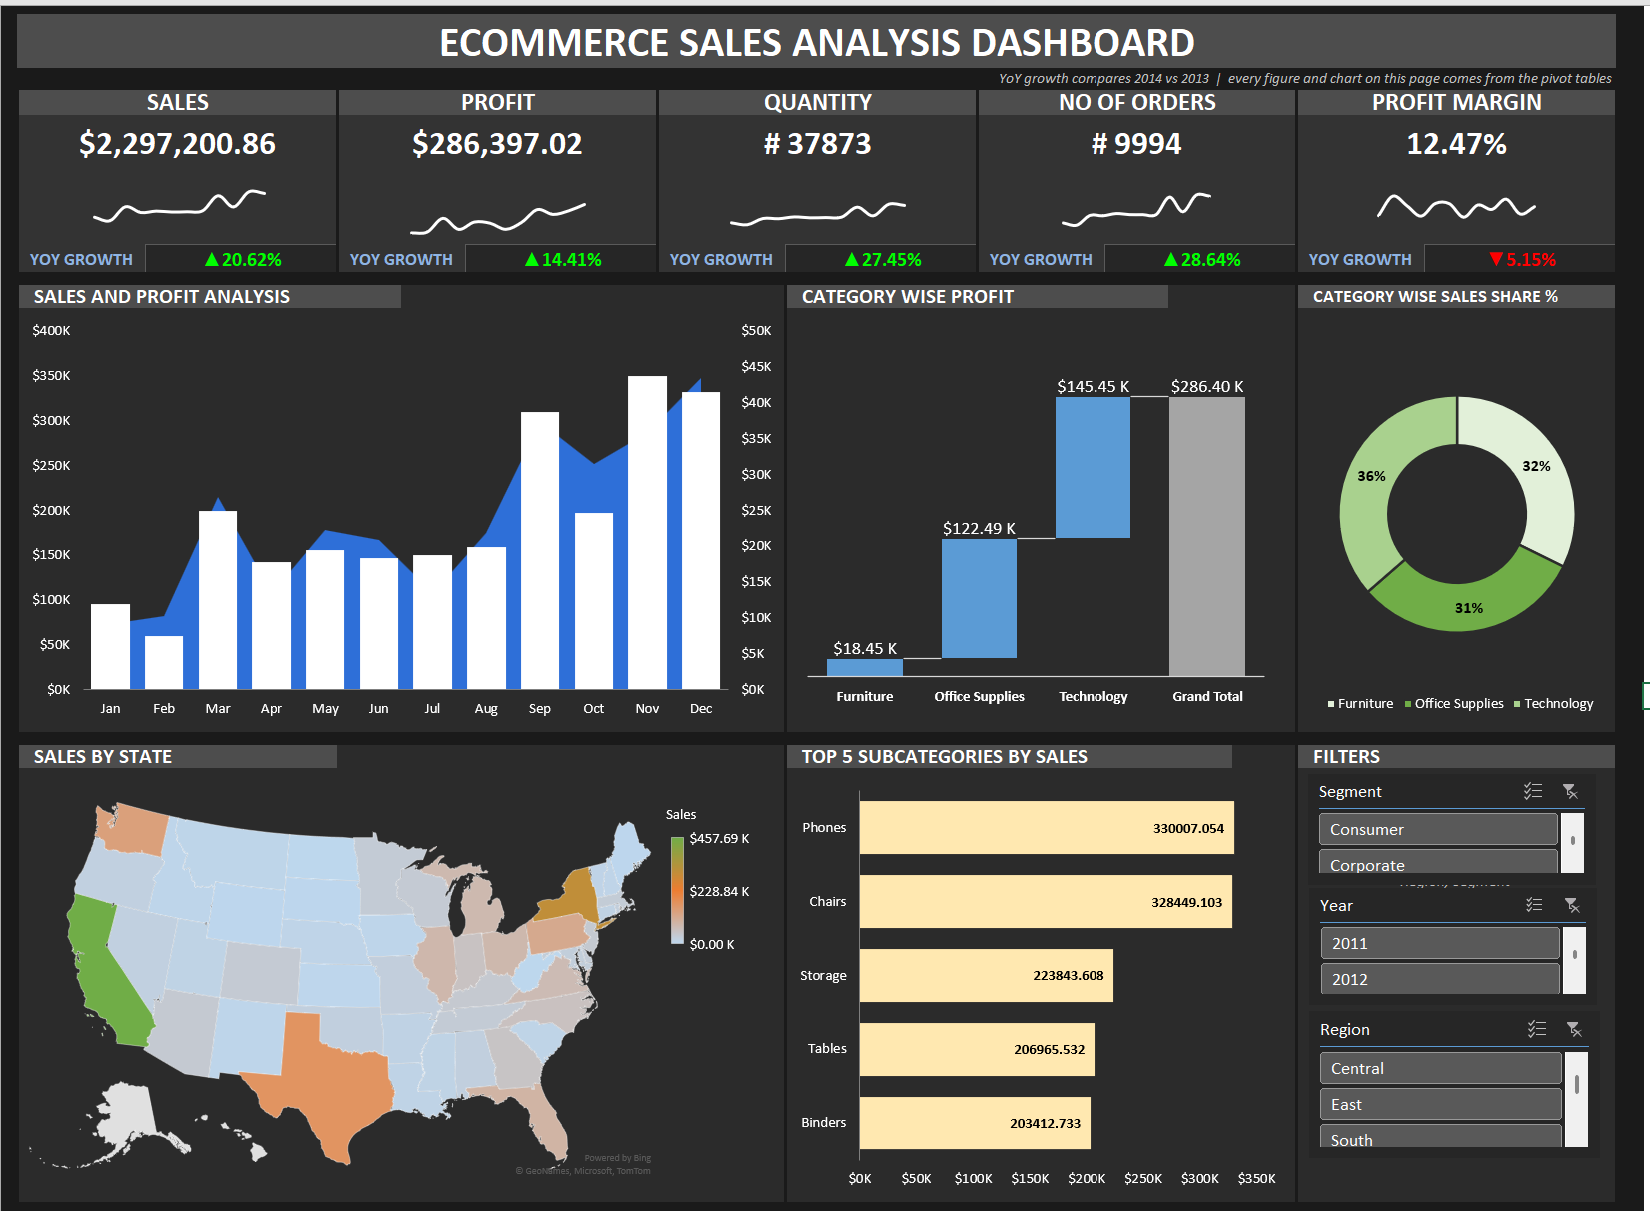 ECOMMERCE SALES ANALYSIS DASHBOARD
YoY growth compares 2014 vs 2013 | every figure and chart on this page comes from the pivot tables
SALES
$2,297,200.86
YOY GROWTH ▲20.62%
PROFIT
$286,397.02
YOY GROWTH ▲14.41%
QUANTITY
# 37873
YOY GROWTH ▲27.45%
NO OF ORDERS
# 9994
YOY GROWTH ▲28.64%
PROFIT MARGIN
12.47%
YOY GROWTH ▼5.15%
SALES AND PROFIT ANALYSIS
$400K
$350K
$300K
$250K
$200K
$150K
$100K
$50K
$0K
$50K
$45K
$40K
$35K
$30K
$25K
$20K
$15K
$10K
$5K
$0K
Jan Feb Mar Apr May Jun Jul Aug Sep Oct Nov Dec
CATEGORY WISE PROFIT
$145.45 K $286.40 K
$122.49 K
$18.45 K
Furniture Office Supplies Technology Grand Total
CATEGORY WISE SALES SHARE %
32%
36%
31%
Furniture Office Supplies Technology
SALES BY STATE
Sales
$457.69 K
$228.84 K
$0.00 K
Powered by Bing
© GeoNames, Microsoft, TomTom
TOP 5 SUBCATEGORIES BY SALES
Phones 330007.054
Chairs 328449.103
Storage 223843.608
Tables 206965.532
Binders 203412.733
$0K $50K $100K $150K $200K $250K $300K $350K
FILTERS
Segment
Consumer
Corporate
Year
2011
2012
Region
Central
East
South